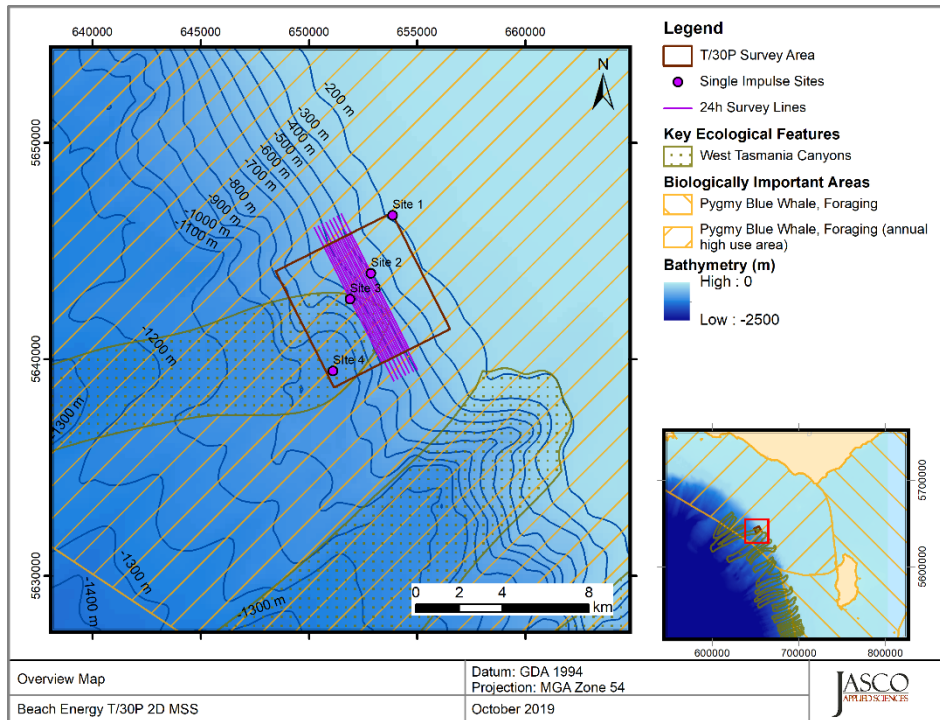 640000 645000 650000 655000 660000
5650000
5640000
5630000
N
-200 m
-300 m
-400 m
-500 m
-600 m
-700 m
-800 m
-900 m
-1000 m
-1100 m
-1200 m
-1300 m
-1300 m
-1400 m
-1300 m
Site 1
Site 2
Site 3
SIte 4
0 2 4 8
km
Legend
T/30P Survey Area
Single Impulse Sites
24h Survey Lines
Key Ecological Features
West Tasmania Canyons
Biologically Important Areas
Pygmy Blue Whale, Foraging
Pygmy Blue Whale, Foraging (annual
high use area)
Bathymetry (m)
High : 0
Low : -2500
5700000
5600000
600000 700000 800000
Overview Map
Beach Energy T/30P 2D MSS
Datum: GDA 1994
Projection: MGA Zone 54
October 2019
JASCO
APPLIED SCIENCES